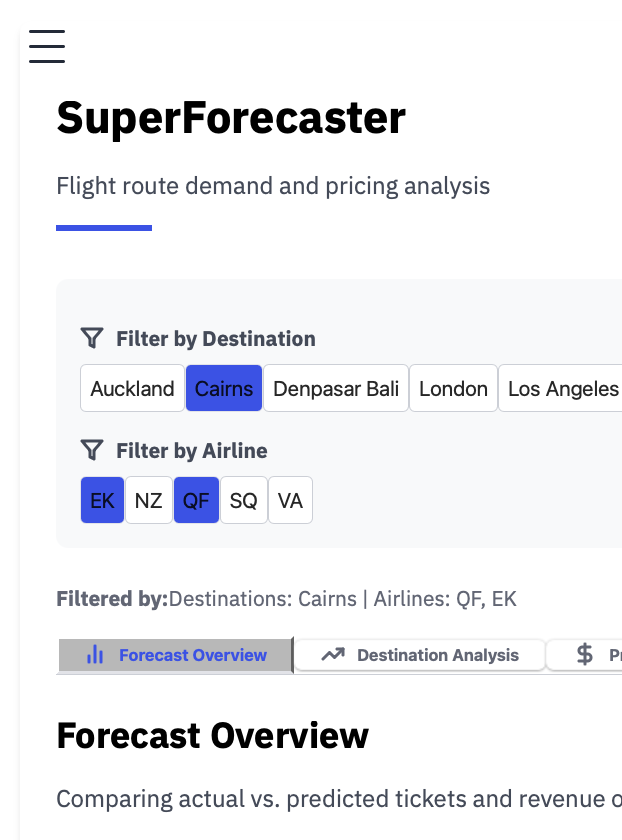 SuperForecaster
Flight route demand and pricing analysis
Filter by Destination
Auckland Cairns Denpasar Bali London Los Angeles
Filter by Airline
EK NZ QF SQ VA
Filtered by:Destinations: Cairns | Airlines: QF, EK
Forecast Overview Destination Analysis $
Forecast Overview
Comparing actual vs. predicted tickets and revenue